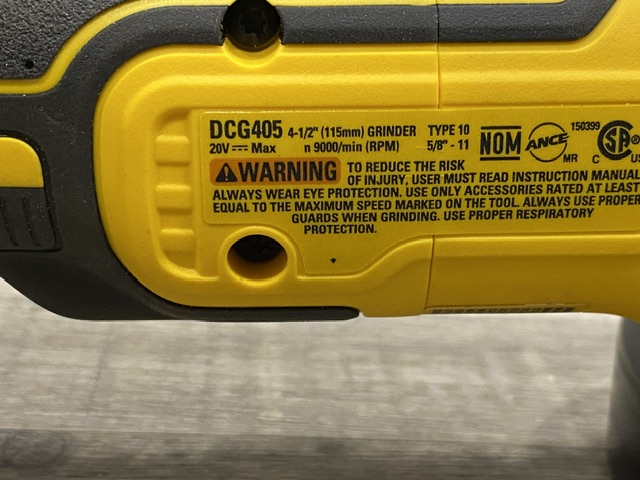 DCG405 4-1/2" (115mm) GRINDER TYPE 10
20V ⎓ Max n 9000/min (RPM) 5/8" - 11
NOM ANCE MR 150399 C SA C US
⚠WARNING TO REDUCE THE RISK
OF INJURY, USER MUST READ INSTRUCTION MANUAL
ALWAYS WEAR EYE PROTECTION. USE ONLY ACCESSORIES RATED AT LEAST
EQUAL TO THE MAXIMUM SPEED MARKED ON THE TOOL. ALWAYS USE PROPER
GUARDS WHEN GRINDING. USE PROPER RESPIRATORY
PROTECTION.